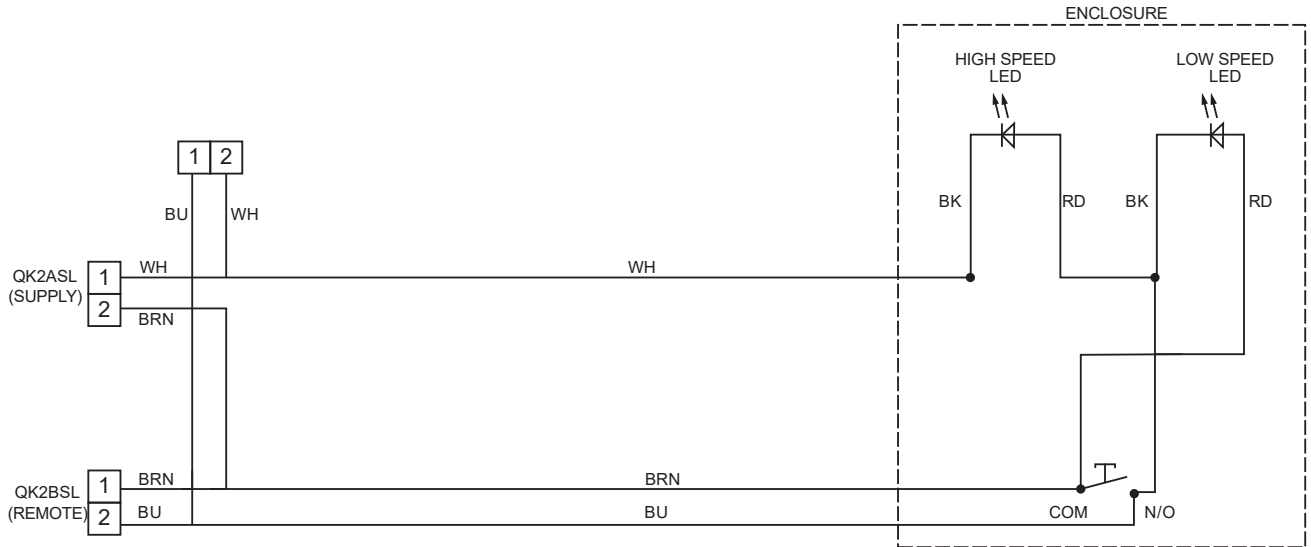 ENCLOSURE
HIGH SPEED
LED
LOW SPEED
LED
1 2
BK RD BK RD
BU WH
QK2ASL
(SUPPLY)
1 WH WH
2 BRN
QK2BSL
(REMOTE)
1 BRN BRN
2 BU BU COM N/O